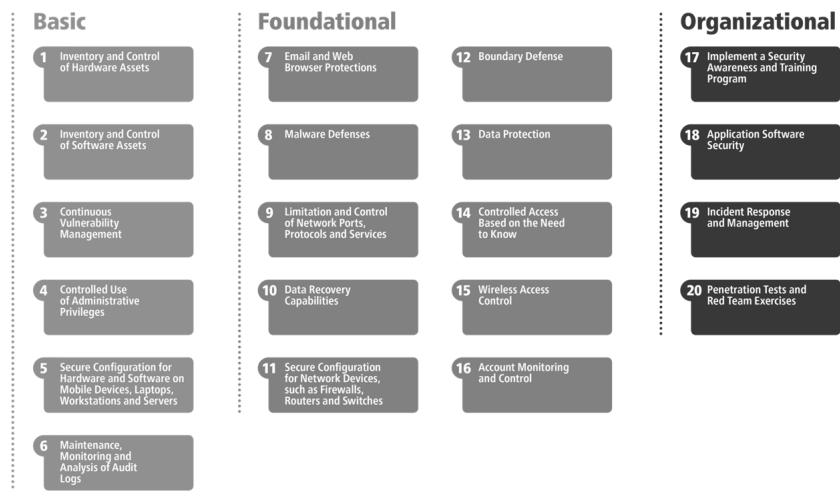 Basic
1 Inventory and Control
of Hardware Assets
2 Inventory and Control
of Software Assets
3 Continuous
Vulnerability
Management
4 Controlled Use
of Administrative
Privileges
5 Secure Configuration for
Hardware and Software on
Mobile Devices, Laptops,
Workstations and Servers
6 Maintenance,
Monitoring and
Analysis of Audit
Logs
Foundational
7 Email and Web
Browser Protections
8 Malware Defenses
9 Limitation and Control
of Network Ports,
Protocols and Services
10 Data Recovery
Capabilities
11 Secure Configuration
for Network Devices,
such as Firewalls,
Routers and Switches
12 Boundary Defense
13 Data Protection
14 Controlled Access
Based on the Need
to Know
15 Wireless Access
Control
16 Account Monitoring
and Control
Organizational
17 Implement a Security
Awareness and Training
Program
18 Application Software
Security
19 Incident Response
and Management
20 Penetration Tests and
Red Team Exercises